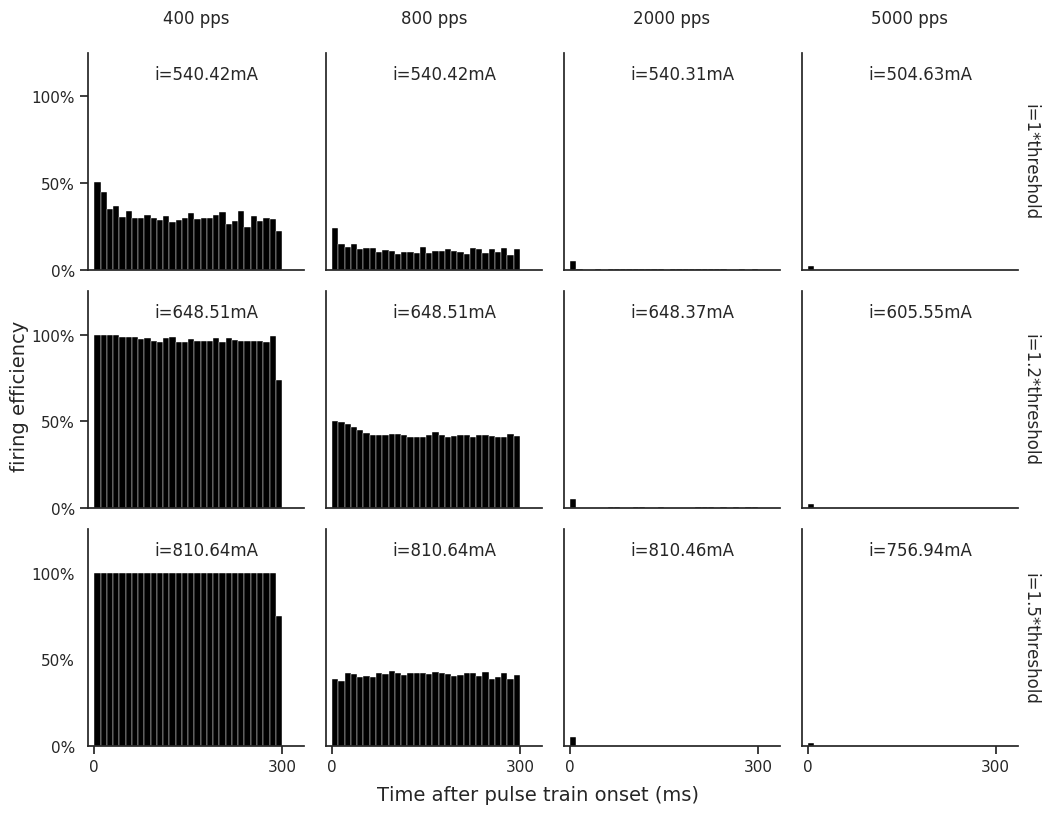 400 pps 800 pps 2000 pps 5000 pps
i=540.42mA i=540.42mA i=540.31mA i=504.63mA
100%
50%
0%
i=1*threshold
i=648.51mA i=648.51mA i=648.37mA i=605.55mA
100%
50%
0%
i=1.2*threshold
firing efficiency
i=810.64mA i=810.64mA i=810.46mA i=756.94mA
100%
50%
0%
i=1.5*threshold
0 300 0 300 0 300 0 300
Time after pulse train onset (ms)